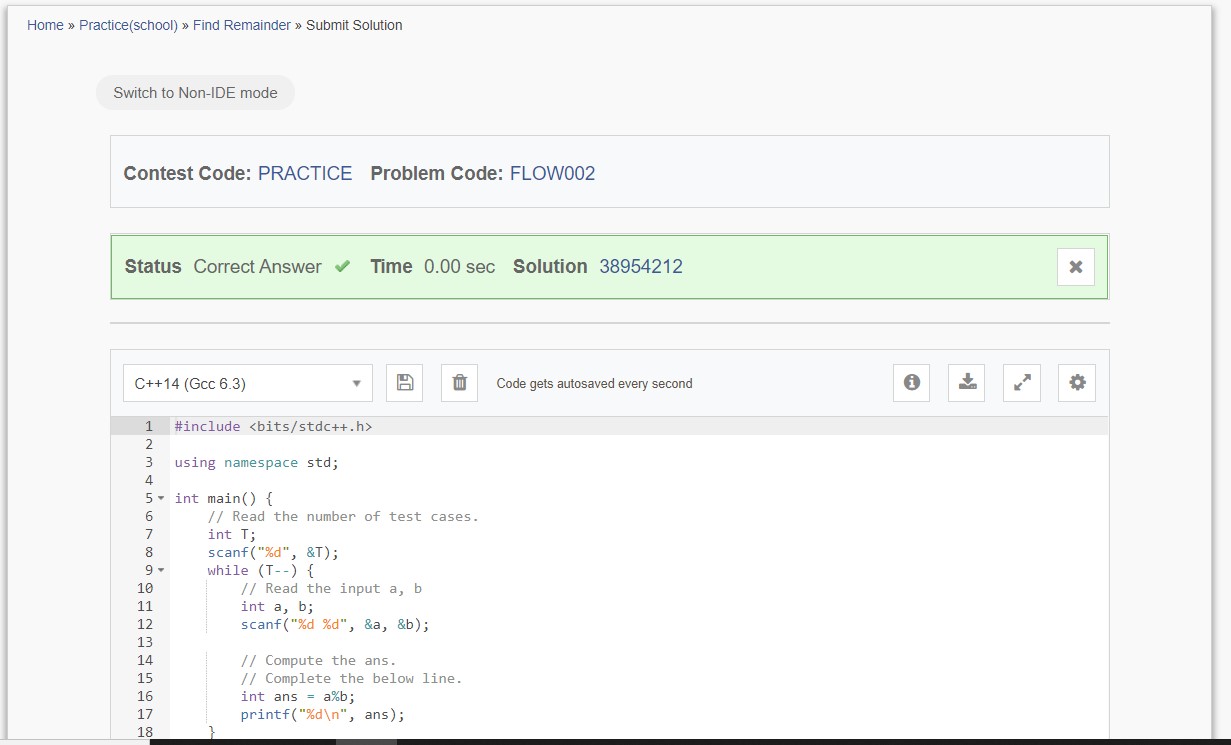 Home » Practice(school) » Find Remainder » Submit Solution
Switch to Non-IDE mode
Contest Code: PRACTICE Problem Code: FLOW002
Status Correct Answer ✔ Time 0.00 sec Solution 38954212
C++14 (Gcc 6.3) Code gets autosaved every second
1 #include <bits/stdc++.h>
2
3 using namespace std;
4
5 int main() {
6 // Read the number of test cases.
7 int T;
8 scanf("%d", &T);
9 while (T--) {
10 // Read the input a, b
11 int a, b;
12 scanf("%d %d", &a, &b);
13
14 // Compute the ans.
15 // Complete the below line.
16 int ans = a%b;
17 printf("%d\n", ans);
18 }